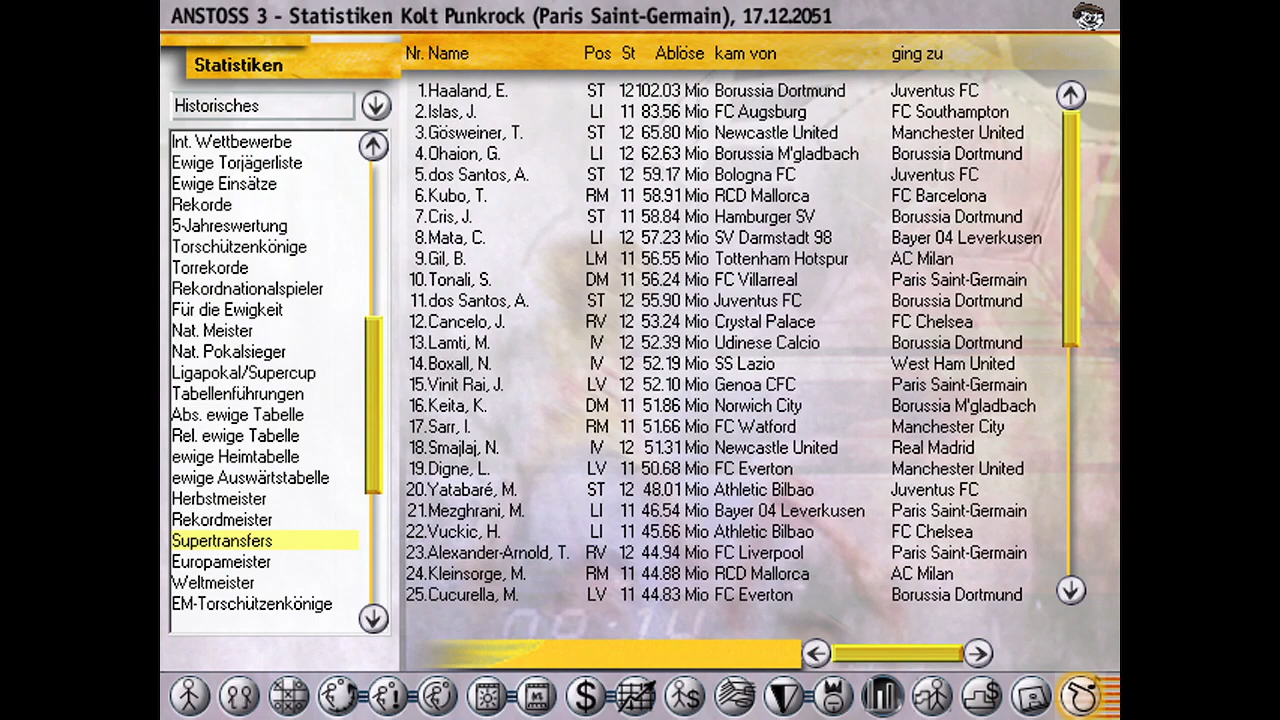 ANSTOSS 3 - Statistiken Kolt Punkrock (Paris Saint-Germain), 17.12.2051
Statistiken
Historisches
Int. Wettbewerbe
Ewige Torjägerliste
Ewige Einsätze
Rekorde
5-Jahreswertung
Torschützenkönige
Torrekorde
Rekordnationalspieler
Für die Ewigkeit
Nat. Meister
Nat. Pokalsieger
Ligapokal/Supercup
Tabellenführungen
Abs. ewige Tabelle
Rel. ewige Tabelle
ewige Heimtabelle
ewige Auswärtstabelle
Herbstmeister
Rekordmeister
Supertransfers
Europameister
Weltmeister
EM-Torschützenkönige
Nr. Name Pos St Ablöse kam von ging zu
1. Haaland, E. ST 12 102.03 Mio Borussia Dortmund Juventus FC
2. Islas, J. LI 11 83.56 Mio FC Augsburg FC Southampton
3. Gösweiner, T. ST 12 65.80 Mio Newcastle United Manchester United
4. Ohaion, G. LI 12 62.63 Mio Borussia M'gladbach Borussia Dortmund
5. dos Santos, A. ST 12 59.17 Mio Bologna FC Juventus FC
6. Kubo, T. RM 11 58.91 Mio RCD Mallorca FC Barcelona
7. Cris, J. ST 11 58.84 Mio Hamburger SV Borussia Dortmund
8. Mata, C. LI 12 57.23 Mio SV Darmstadt 98 Bayer 04 Leverkusen
9. Gil, B. LM 11 56.55 Mio Tottenham Hotspur AC Milan
10. Tonali, S. DM 11 56.24 Mio FC Villarreal Paris Saint-Germain
11. dos Santos, A. ST 12 55.90 Mio Juventus FC Borussia Dortmund
12. Cancelo, J. RV 12 53.24 Mio Crystal Palace FC Chelsea
13. Lamti, M. IV 12 52.39 Mio Udinese Calcio Borussia Dortmund
14. Boxall, N. IV 12 52.19 Mio SS Lazio West Ham United
15. Vinit Rai, J. LV 12 52.10 Mio Genoa CFC Paris Saint-Germain
16. Keita, K. DM 11 51.86 Mio Norwich City Borussia M'gladbach
17. Sarr, I. RM 11 51.66 Mio FC Watford Manchester City
18. Smajlaj, N. IV 12 51.31 Mio Newcastle United Real Madrid
19. Digne, L. LV 11 50.68 Mio FC Everton Manchester United
20. Yatabaré, M. ST 12 48.01 Mio Athletic Bilbao Juventus FC
21. Mezghrani, M. LI 11 46.54 Mio Bayer 04 Leverkusen Paris Saint-Germain
22. Vuckic, H. LI 11 45.66 Mio Athletic Bilbao FC Chelsea
23. Alexander-Arnold, T. RV 12 44.94 Mio FC Liverpool Paris Saint-Germain
24. Kleinsorge, M. RM 11 44.88 Mio RCD Mallorca AC Milan
25. Cucurella, M. LV 11 44.83 Mio FC Everton Borussia Dortmund